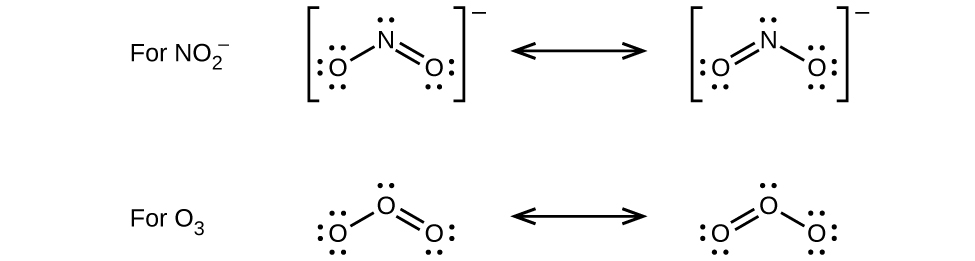 For NO₂⁻ [:O N O:]⁻ [:O N O:]⁻
For O₃ :O O O: :O O O: